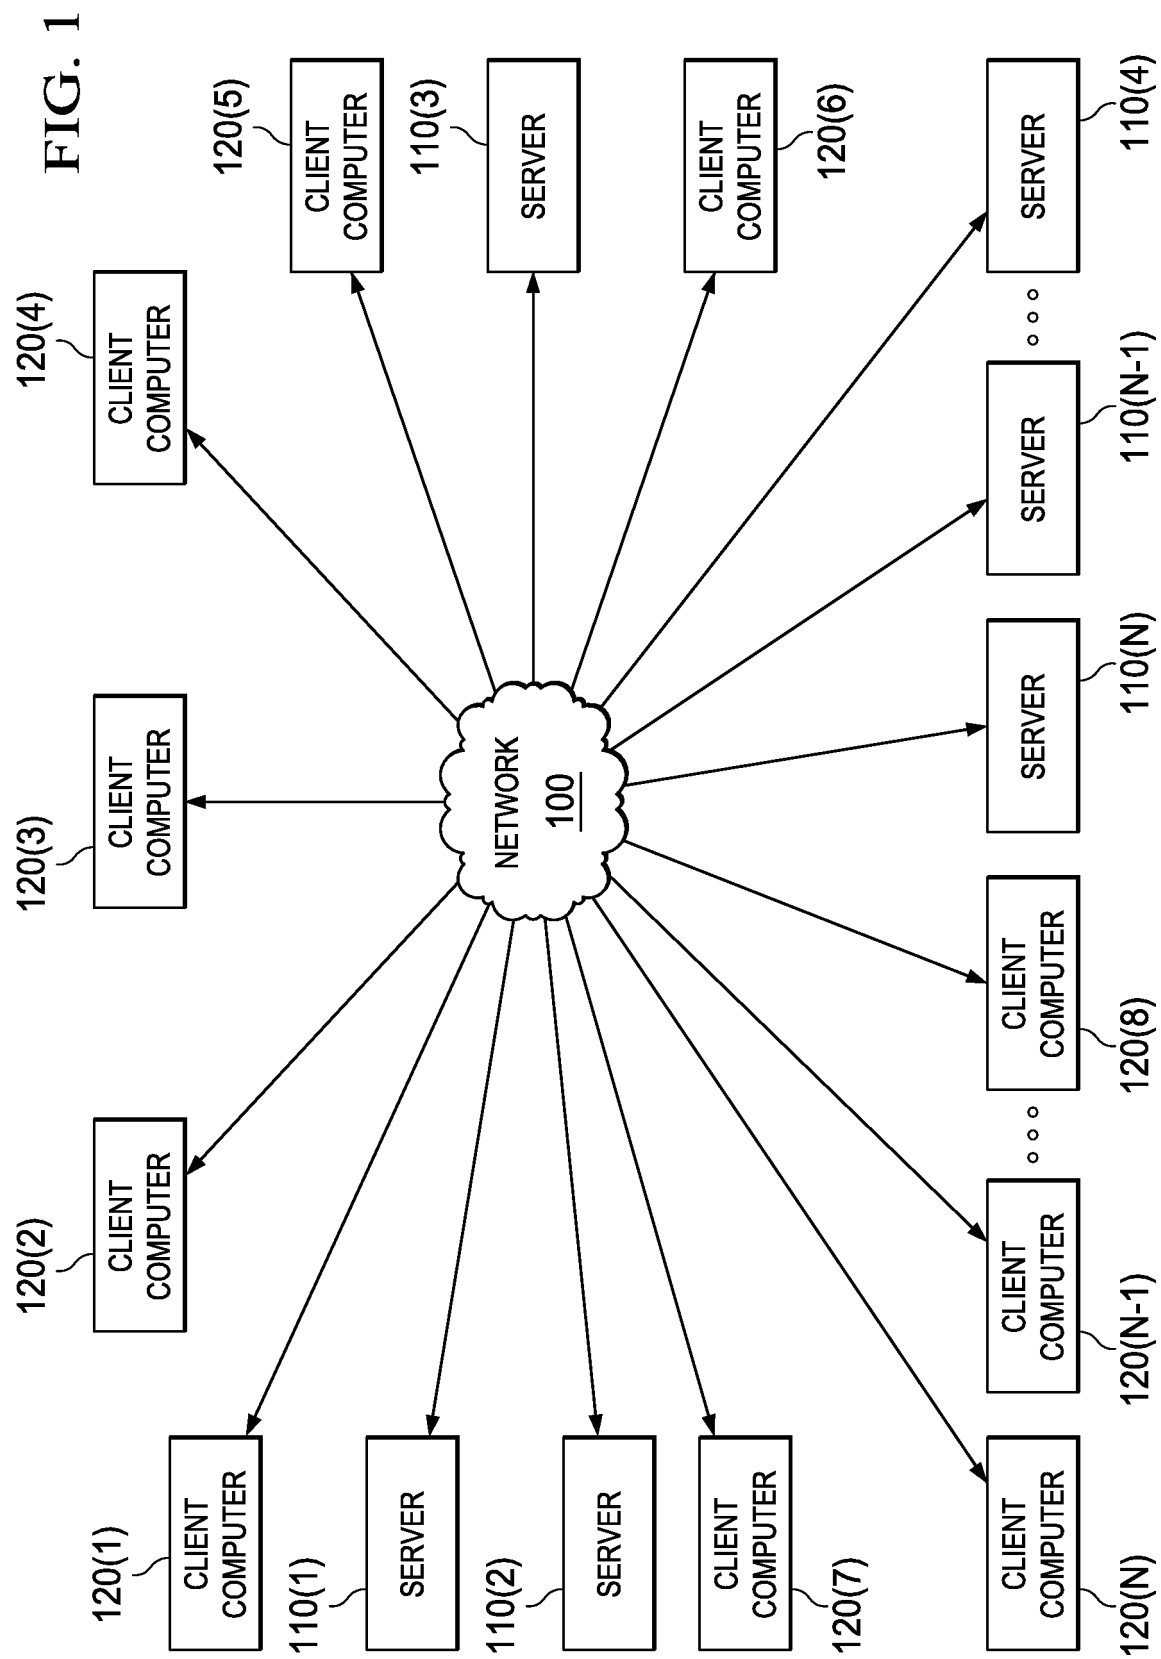 FIG. 1
120(1)
CLIENT
COMPUTER
120(2)
CLIENT
COMPUTER
120(3)
CLIENT
COMPUTER
120(4)
CLIENT
COMPUTER
120(5)
CLIENT
COMPUTER
110(1)
SERVER
110(2)
SERVER
120(7)
CLIENT
COMPUTER
NETWORK
100
110(3)
SERVER
120(6)
CLIENT
COMPUTER
CLIENT
COMPUTER
120(N)
CLIENT
COMPUTER
120(N-1)
CLIENT
COMPUTER
120(8)
SERVER
110(N)
SERVER
110(N-1)
SERVER
110(4)